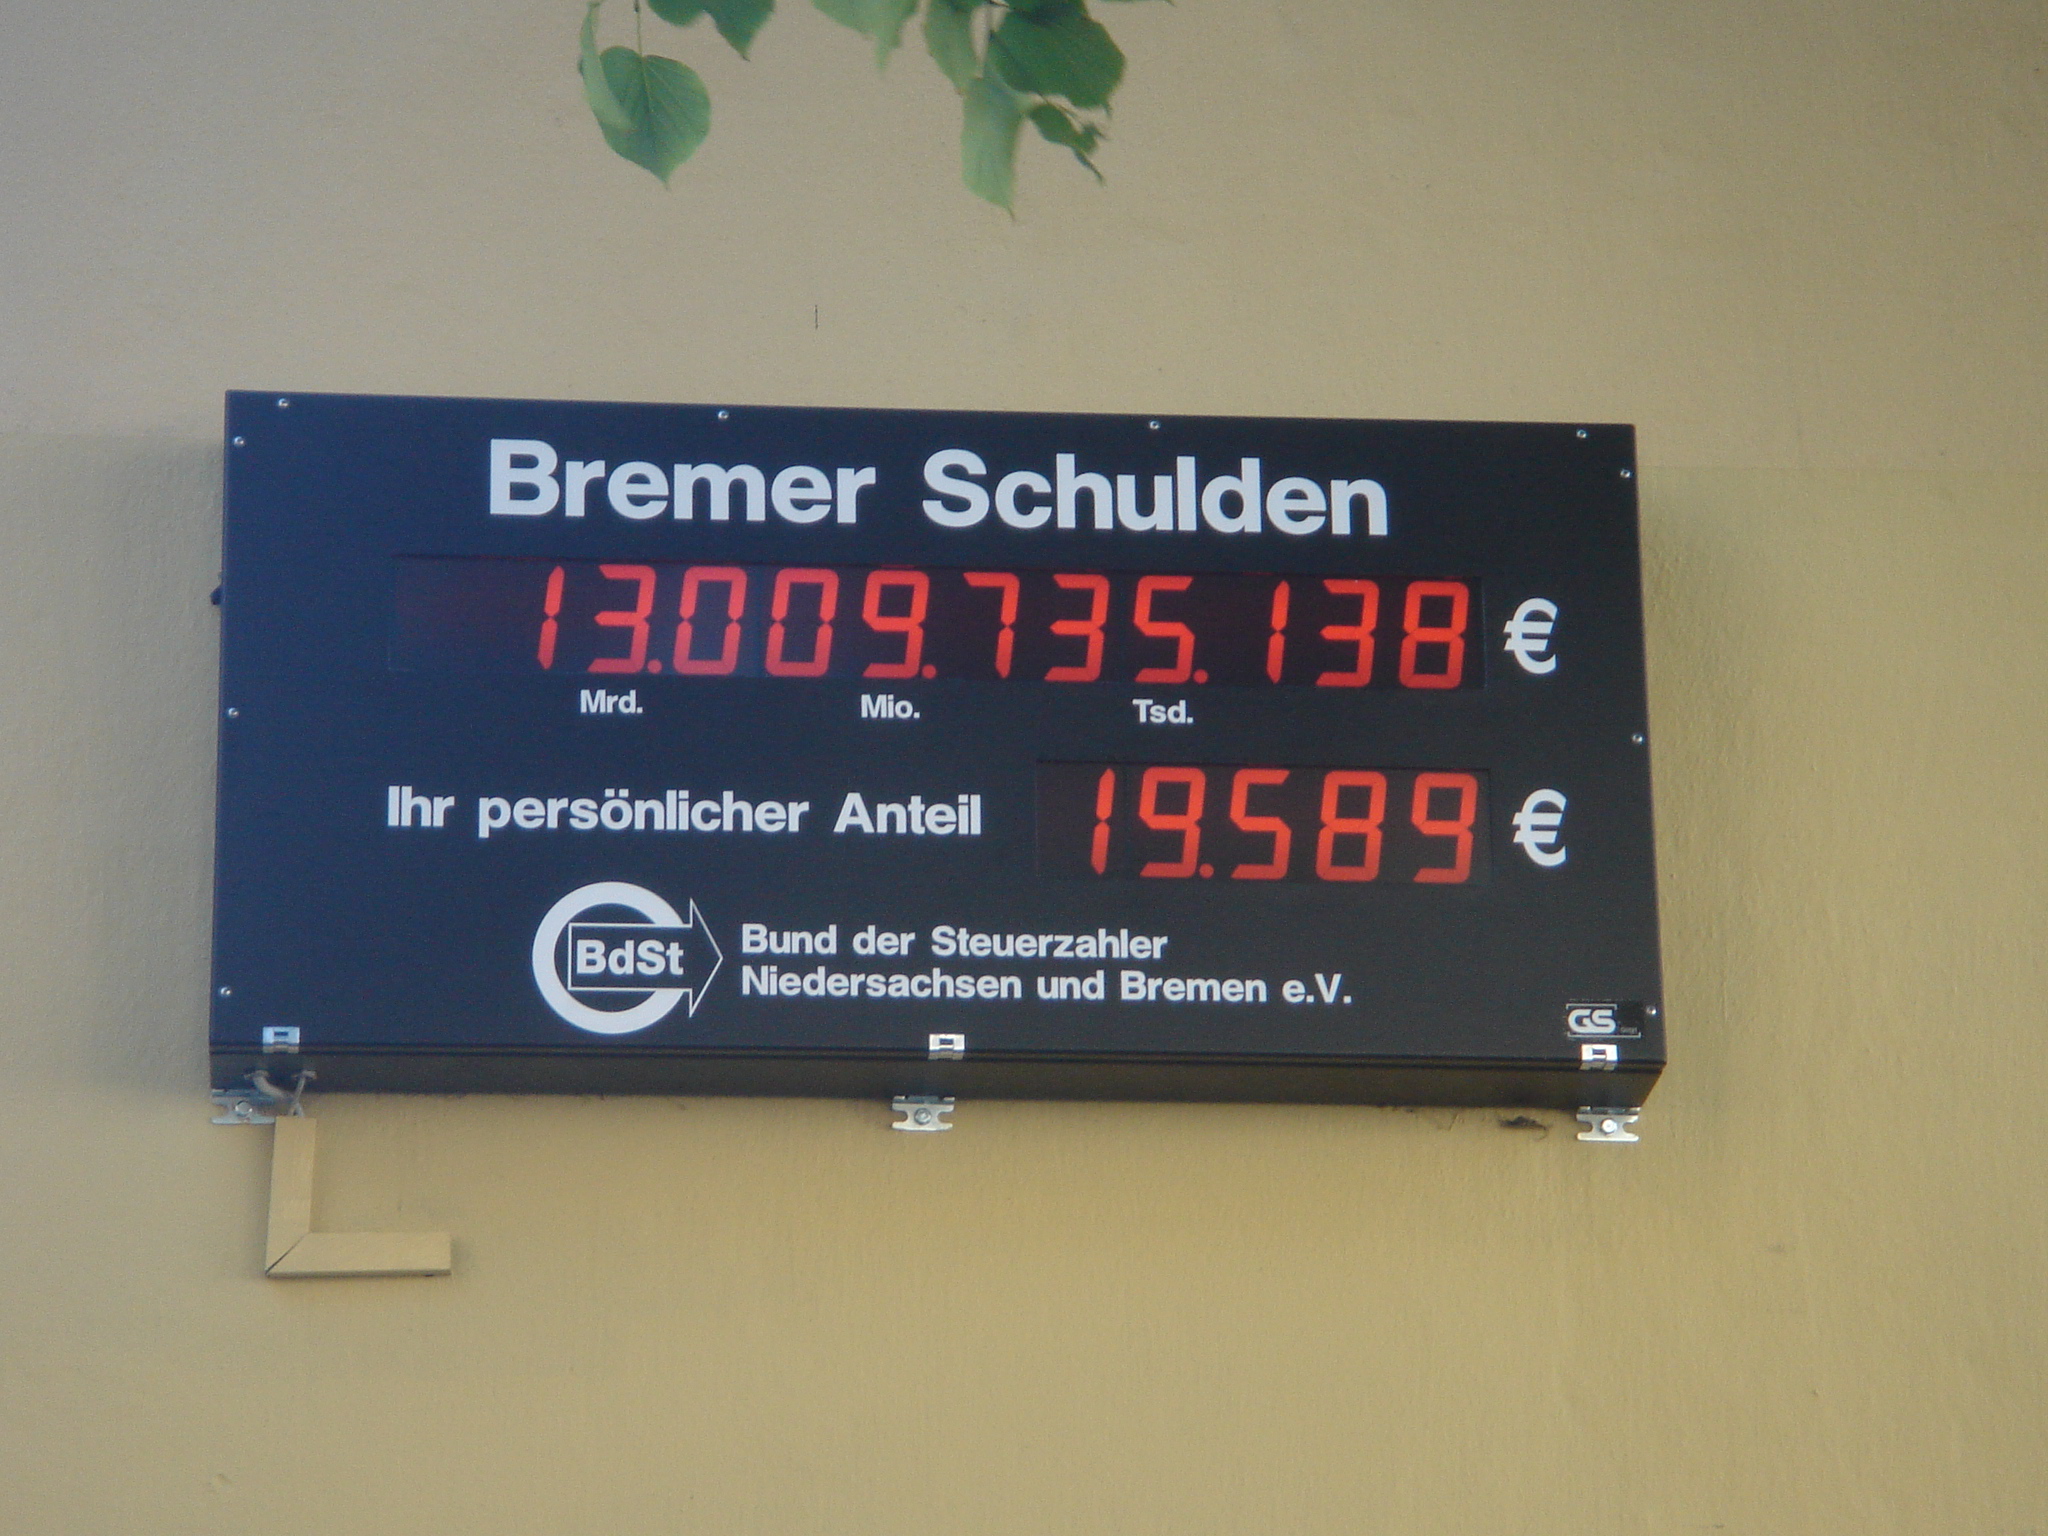 Bremer Schulden
13.009.735.138 €
Mrd. Mio. Tsd.
Ihr persönlicher Anteil 19.589 €
BdSt
Bund der Steuerzahler
Niedersachsen und Bremen e.V.
GS